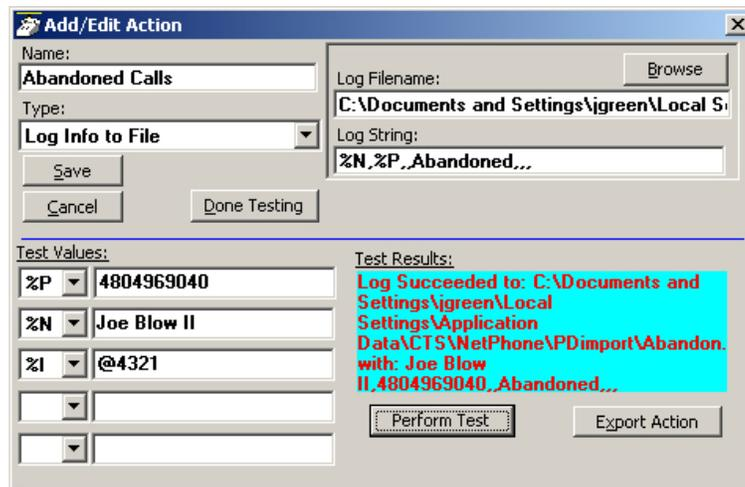 Add/Edit Action
Name:
Abandoned Calls
Type:
Log Info to File
Save
Cancel
Done Testing
Browse
Log Filename:
C:\Documents and Settings\jgreen\Local
Log String:
%N,%P,,Abandoned,,,
Test Values:
%P 4804969040
%N Joe Blow II
%I @4321
Test Results:
Log Succeeded to: C:\Documents and
Settings\jgreen\Local
Settings\Application
Data\CTS\NetPhone\PDimport\Abandon.
with: Joe Blow
II,4804969040,,Abandoned,,,
Perform Test
Export Action